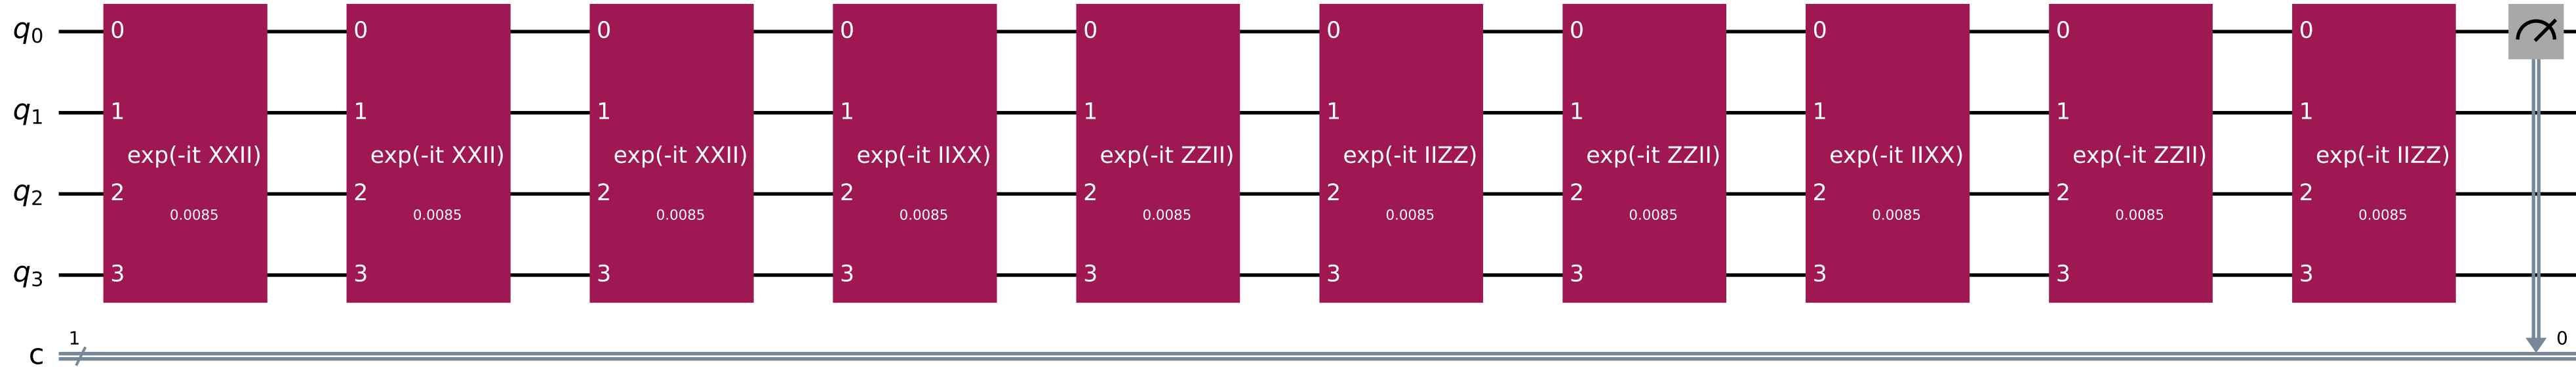 q0 0 0 0 0 0 0 0 0 0 0
q1 1 1 1 1 1 1 1 1 1 1
exp(-it XXII) exp(-it XXII) exp(-it XXII) exp(-it IIXX) exp(-it ZZII) exp(-it IIZZ) exp(-it ZZII) exp(-it IIXX) exp(-it ZZII) exp(-it IIZZ)
q2 2 2 2 2 2 2 2 2 2 2
0.0085 0.0085 0.0085 0.0085 0.0085 0.0085 0.0085 0.0085 0.0085 0.0085
q3 3 3 3 3 3 3 3 3 3 3
1 0
c